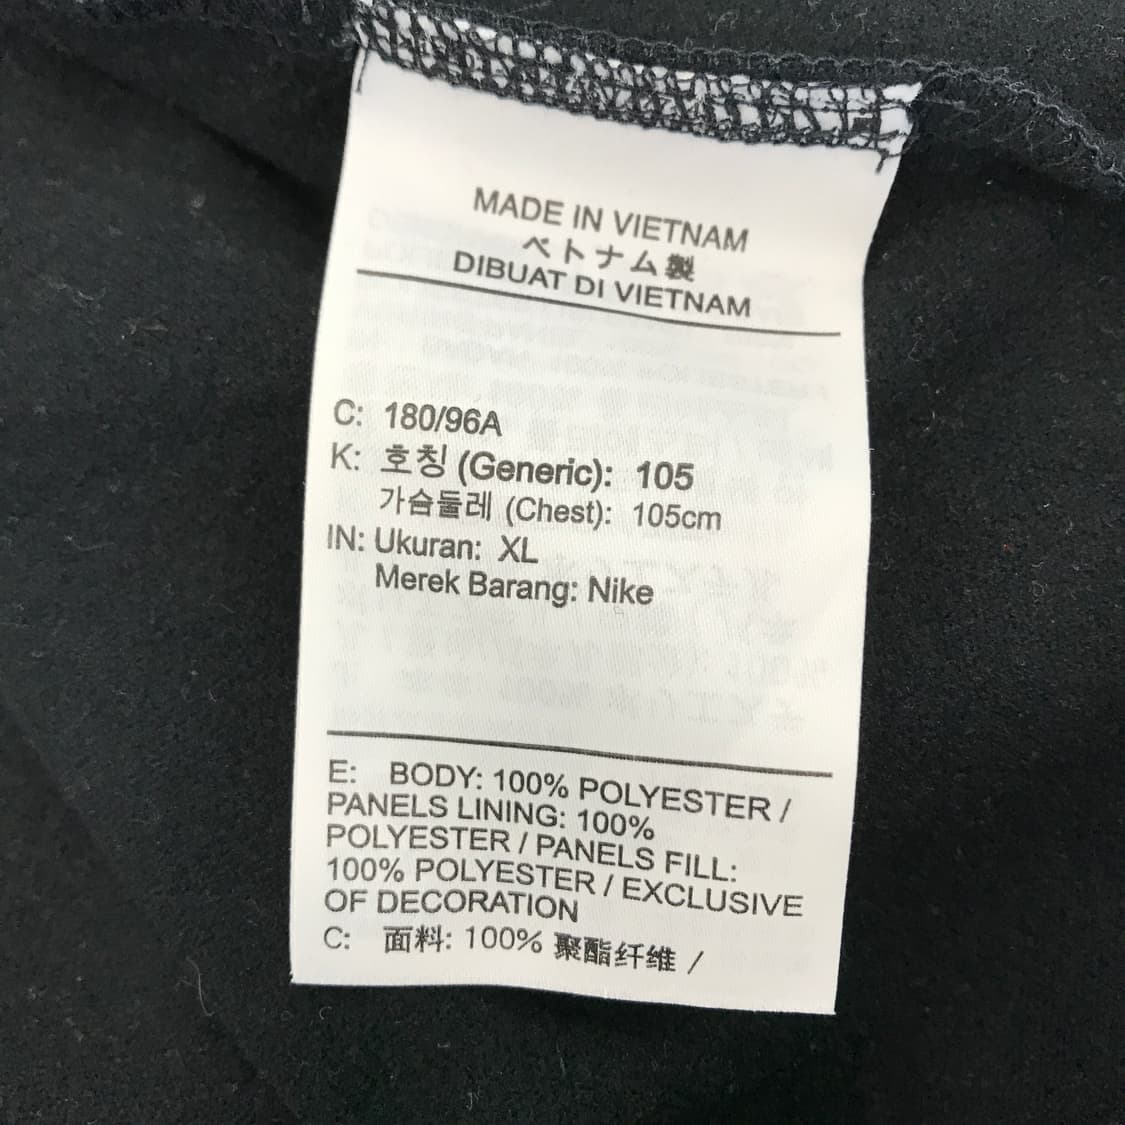 MADE IN VIETNAM
ベトナム製
DIBUAT DI VIETNAM
C: 180/96A
K: 호칭 (Generic): 105
가슴둘레 (Chest): 105cm
IN: Ukuran: XL
Merek Barang: Nike
E: BODY: 100% POLYESTER /
PANELS LINING: 100%
POLYESTER / PANELS FILL:
100% POLYESTER / EXCLUSIVE
OF DECORATION
C: 面料: 100% 聚酯纤维 /